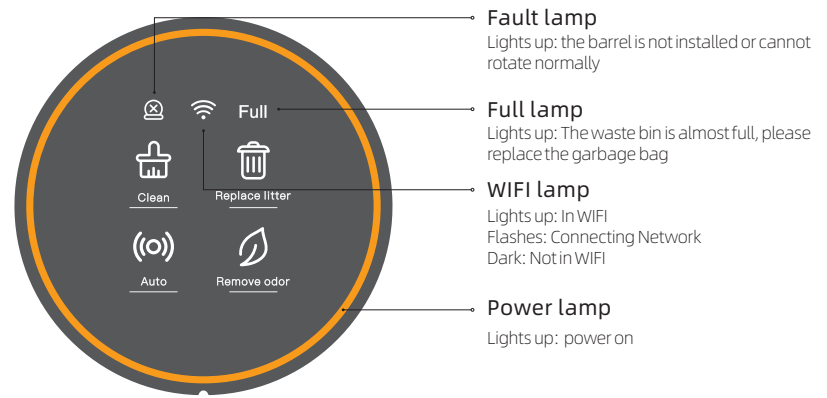 Fault lamp
Lights up: the barrel is not installed or cannot
rotate normally
Full
Full lamp
Lights up: The waste bin is almost full, please
replace the garbage bag
Clean
Replace litter
WIFI lamp
Lights up: In WIFI
Flashes: Connecting Network
Dark: Not in WIFI
Auto
Remove odor
Power lamp
Lights up: power on